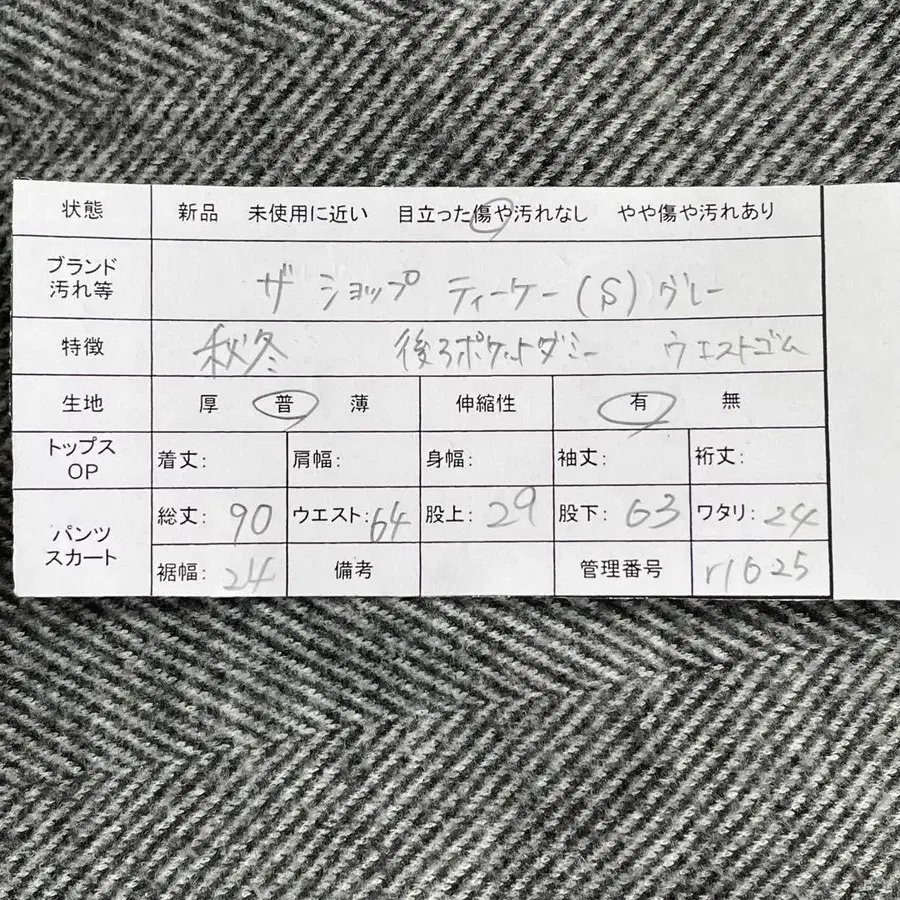 状態 新品 未使用に近い 目立った傷や汚れなし やや傷や汚れあり
ブランド
汚れ等
ザ ショップ ティーケー (S) グレー
特徴 秋冬 後ろポケットダミー ウエストゴム
生地 厚 普 薄 伸縮性 有 無
トップス
OP
着丈: 肩幅: 身幅: 袖丈: 裄丈:
パンツ
スカート
総丈: 90 ウエスト: 64 股上: 29 股下: 63 ワタリ: 24
裾幅: 24 備考 管理番号 r1625